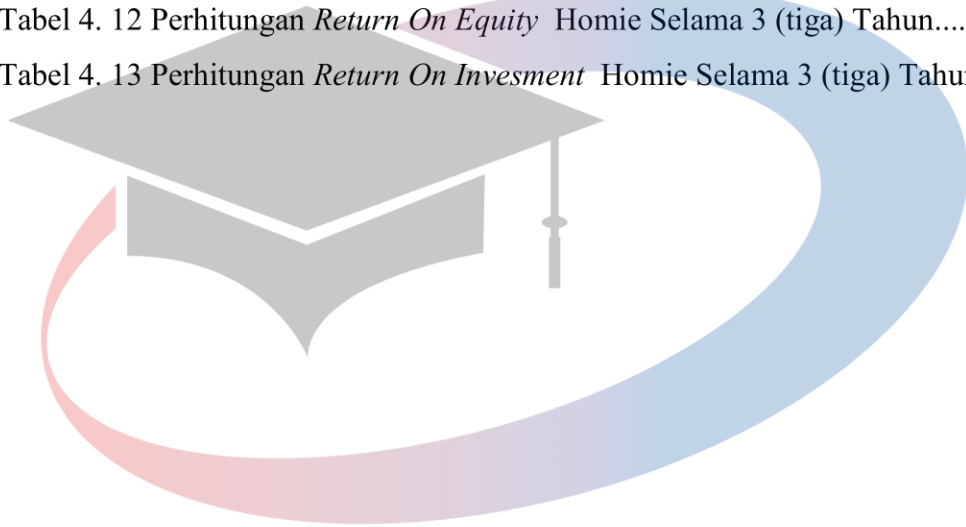 Tabel 4. 12 Perhitungan Return On Equity Homie Selama 3 (tiga) Tahun....
Tabel 4. 13 Perhitungan Return On Invesment Homie Selama 3 (tiga)